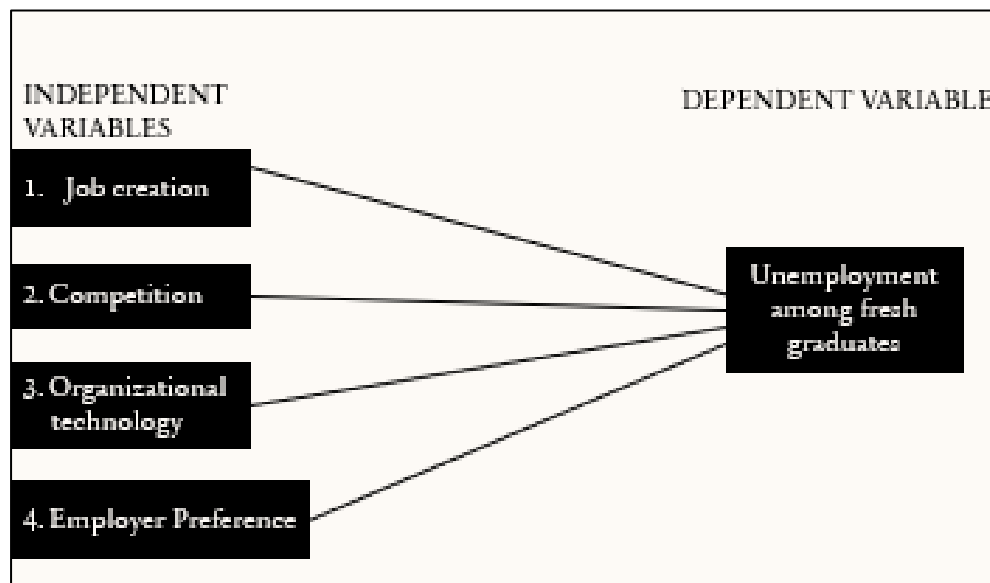 INDEPENDENT
VARIABLES
DEPENDENT VARIABLE
1. Job creation
2. Competition
3. Organizational
technology
4. Employer Preference
Unemployment
among fresh
graduates